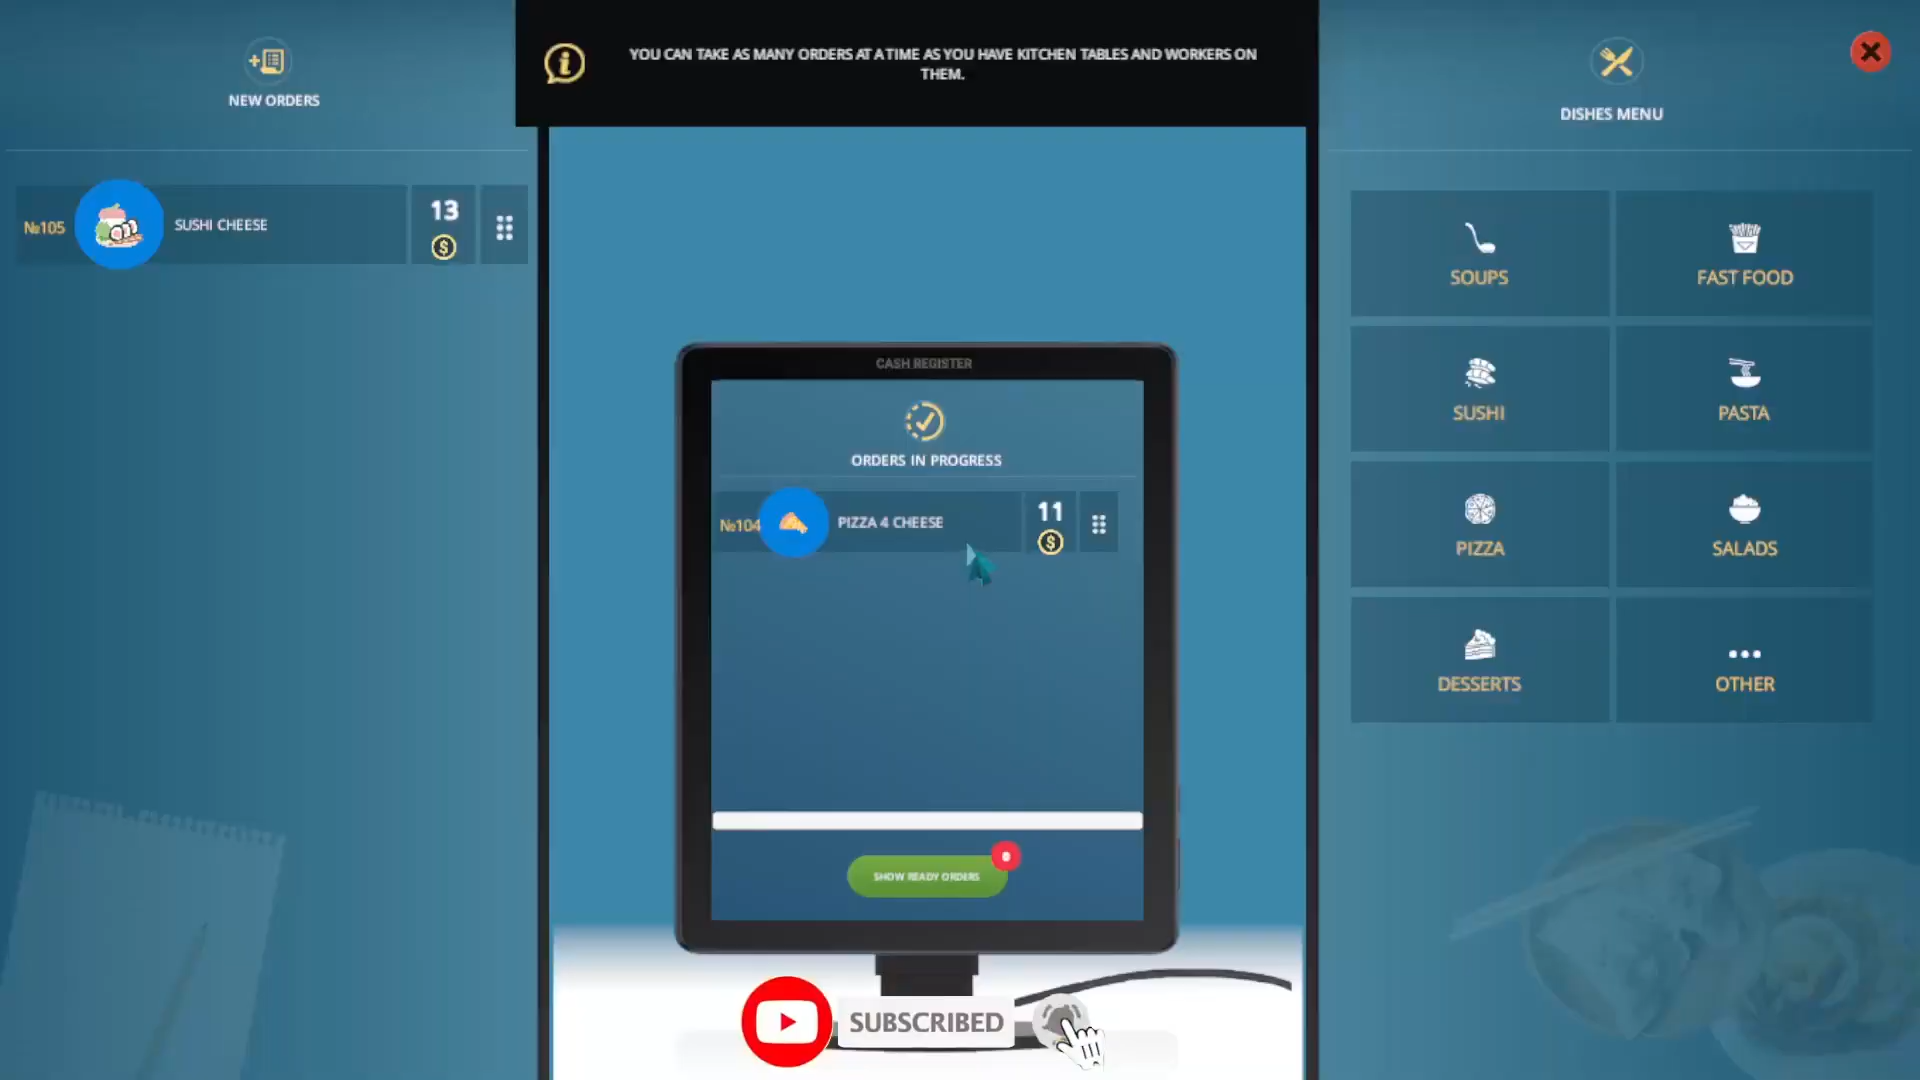 YOU CAN TAKE AS MANY ORDERS AT A TIME AS YOU HAVE KITCHEN TABLES AND WORKERS ON
THEM.
NEW ORDERS
№105
SUSHI CHEESE
13
CASH REGISTER
ORDERS IN PROGRESS
№104
PIZZA 4 CHEESE
11
0
SHOW READY ORDERS
SUBSCRIBED
DISHES MENU
SOUPS
FAST FOOD
SUSHI
PASTA
PIZZA
SALADS
DESSERTS
OTHER